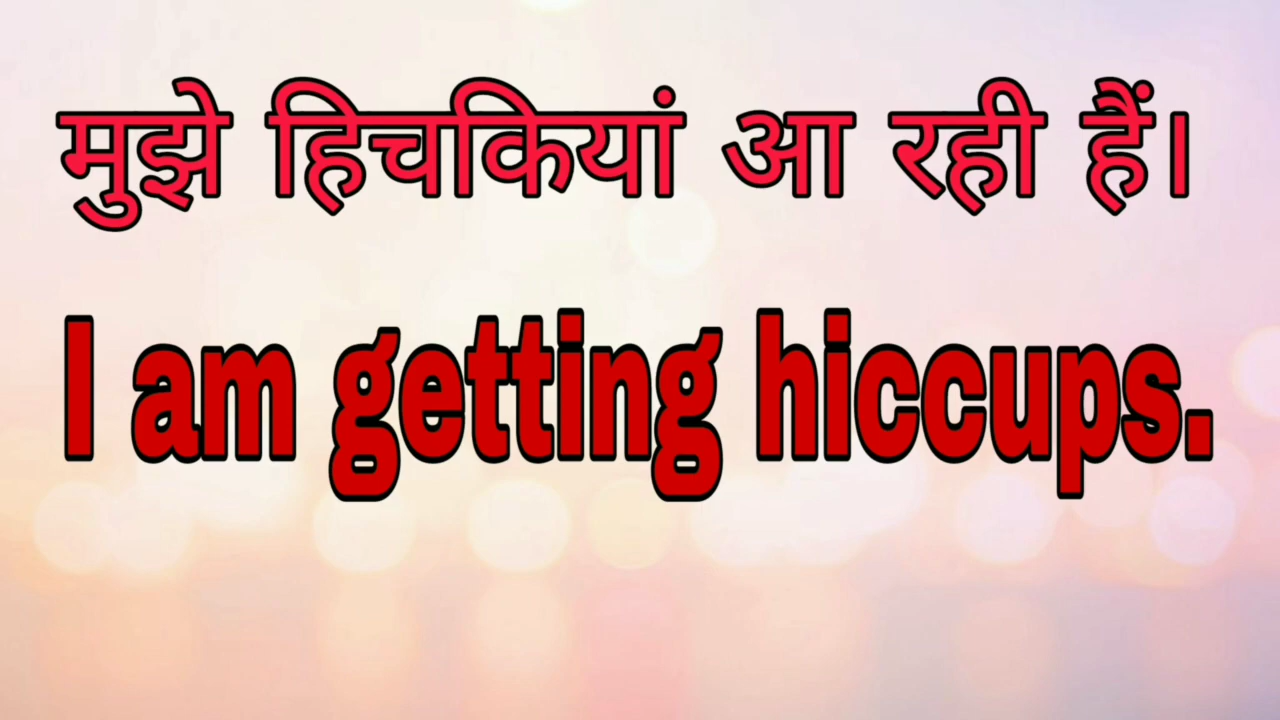 मुझे हिचकियां आ रही हैं।
I am getting hiccups.